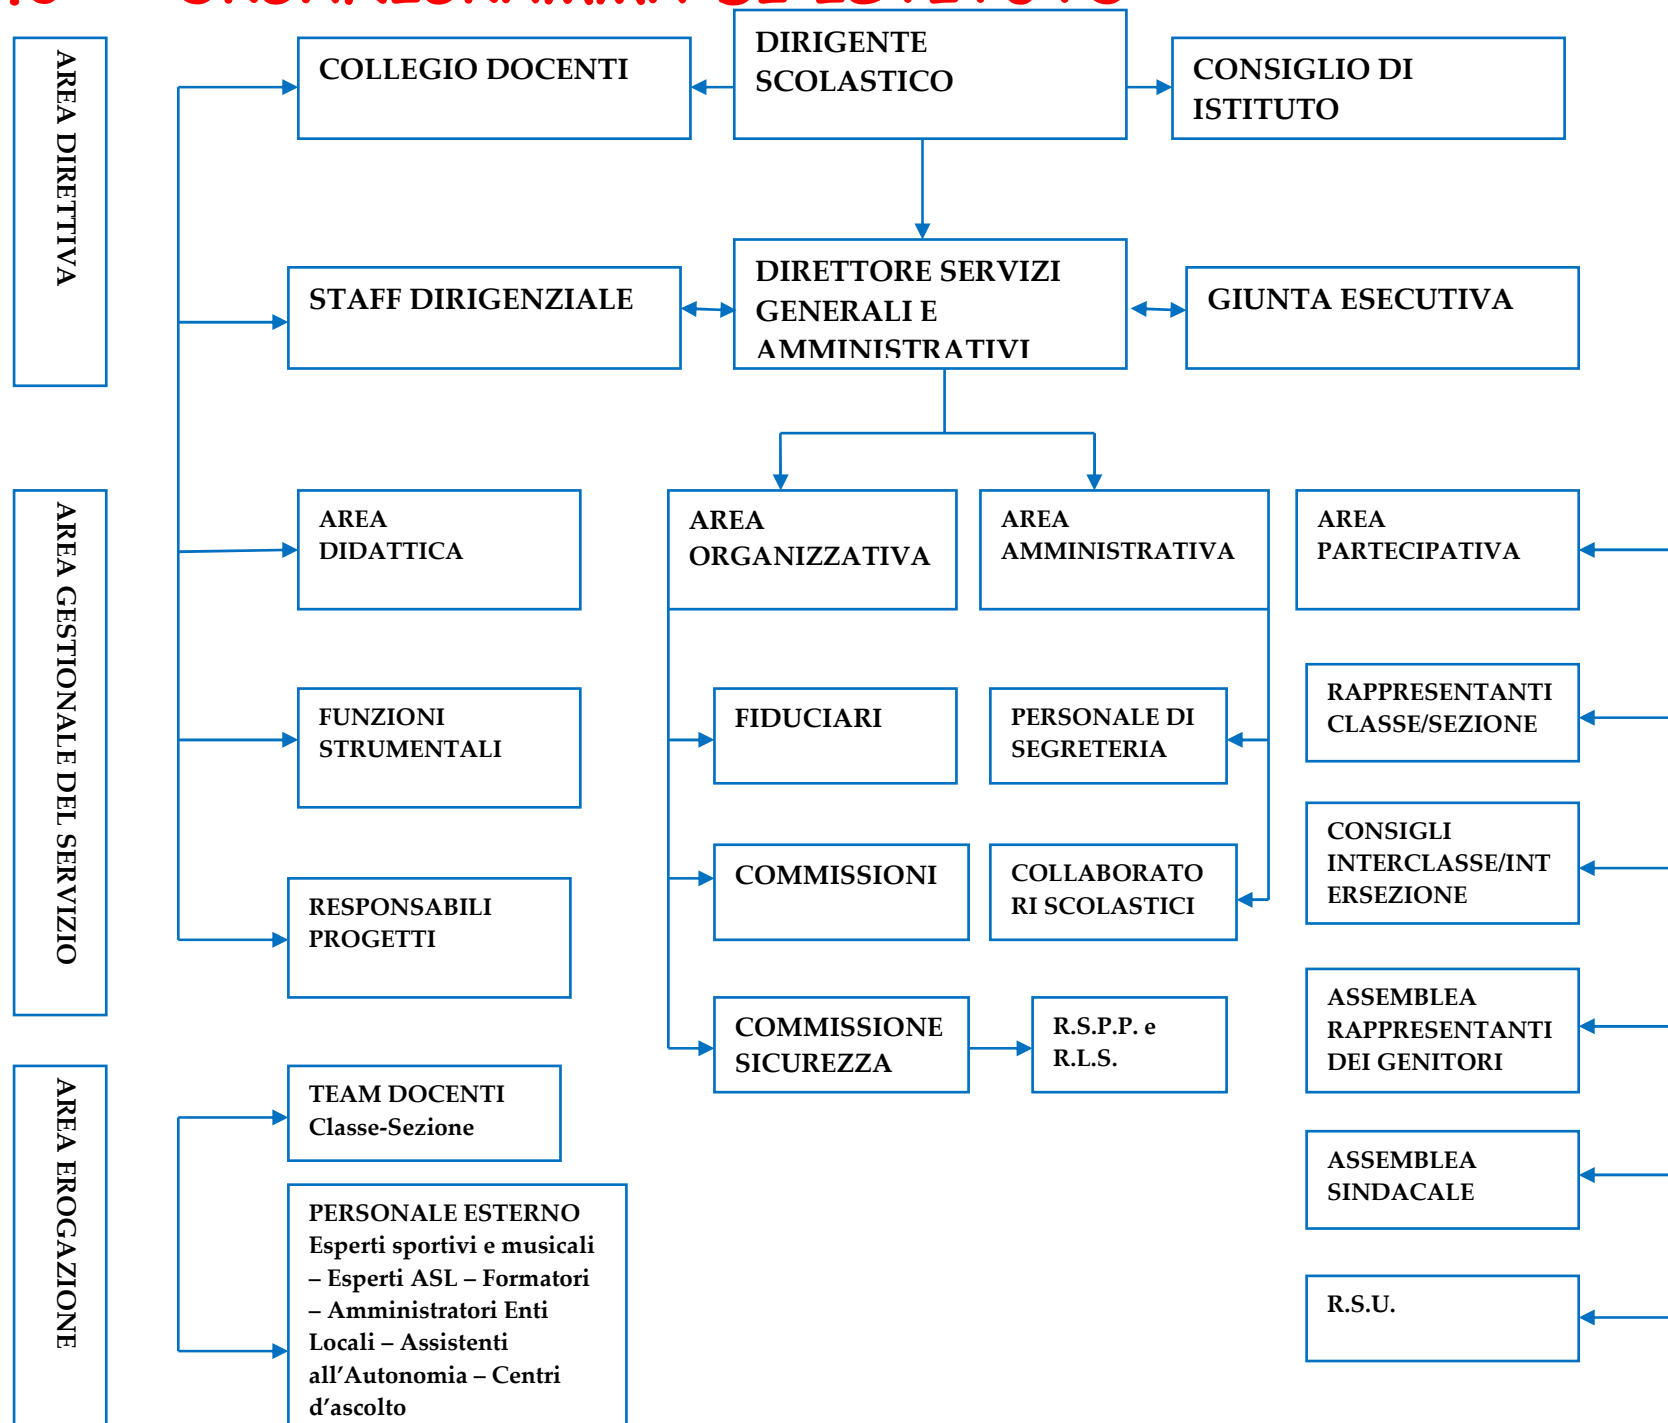 DIRIGENTE
SCOLASTICO
COLLEGIO DOCENTI
CONSIGLIO DI
ISTITUTO
AREA DIRETTIVA
STAFF DIRIGENZIALE
DIRETTORE SERVIZI
GENERALI E
AMMINISTRATIVI
GIUNTA ESECUTIVA
AREA GESTIONALE DEL SERVIZIO
AREA
DIDATTICA
AREA
ORGANIZZATIVA
AREA
AMMINISTRATIVA
AREA
PARTECIPATIVA
FUNZIONI
STRUMENTALI
FIDUCIARI
PERSONALE DI
SEGRETERIA
RAPPRESENTANTI
CLASSE/SEZIONE
RESPONSABILI
PROGETTI
COMMISSIONI
COLLABORATO
RI SCOLASTICI
CONSIGLI
INTERCLASSE/INT
ERSEZIONE
COMMISSIONE
SICUREZZA
R.S.P.P. e
R.L.S.
ASSEMBLEA
RAPPRESENTANTI
DEI GENITORI
AREA EROGAZIONE
TEAM DOCENTI
Classe-Sezione
ASSEMBLEA
SINDACALE
PERSONALE ESTERNO
Esperti sportivi e musicali
– Esperti ASL – Formatori
– Amministratori Enti
Locali – Assistenti
all’Autonomia – Centri
d’ascolto
R.S.U.